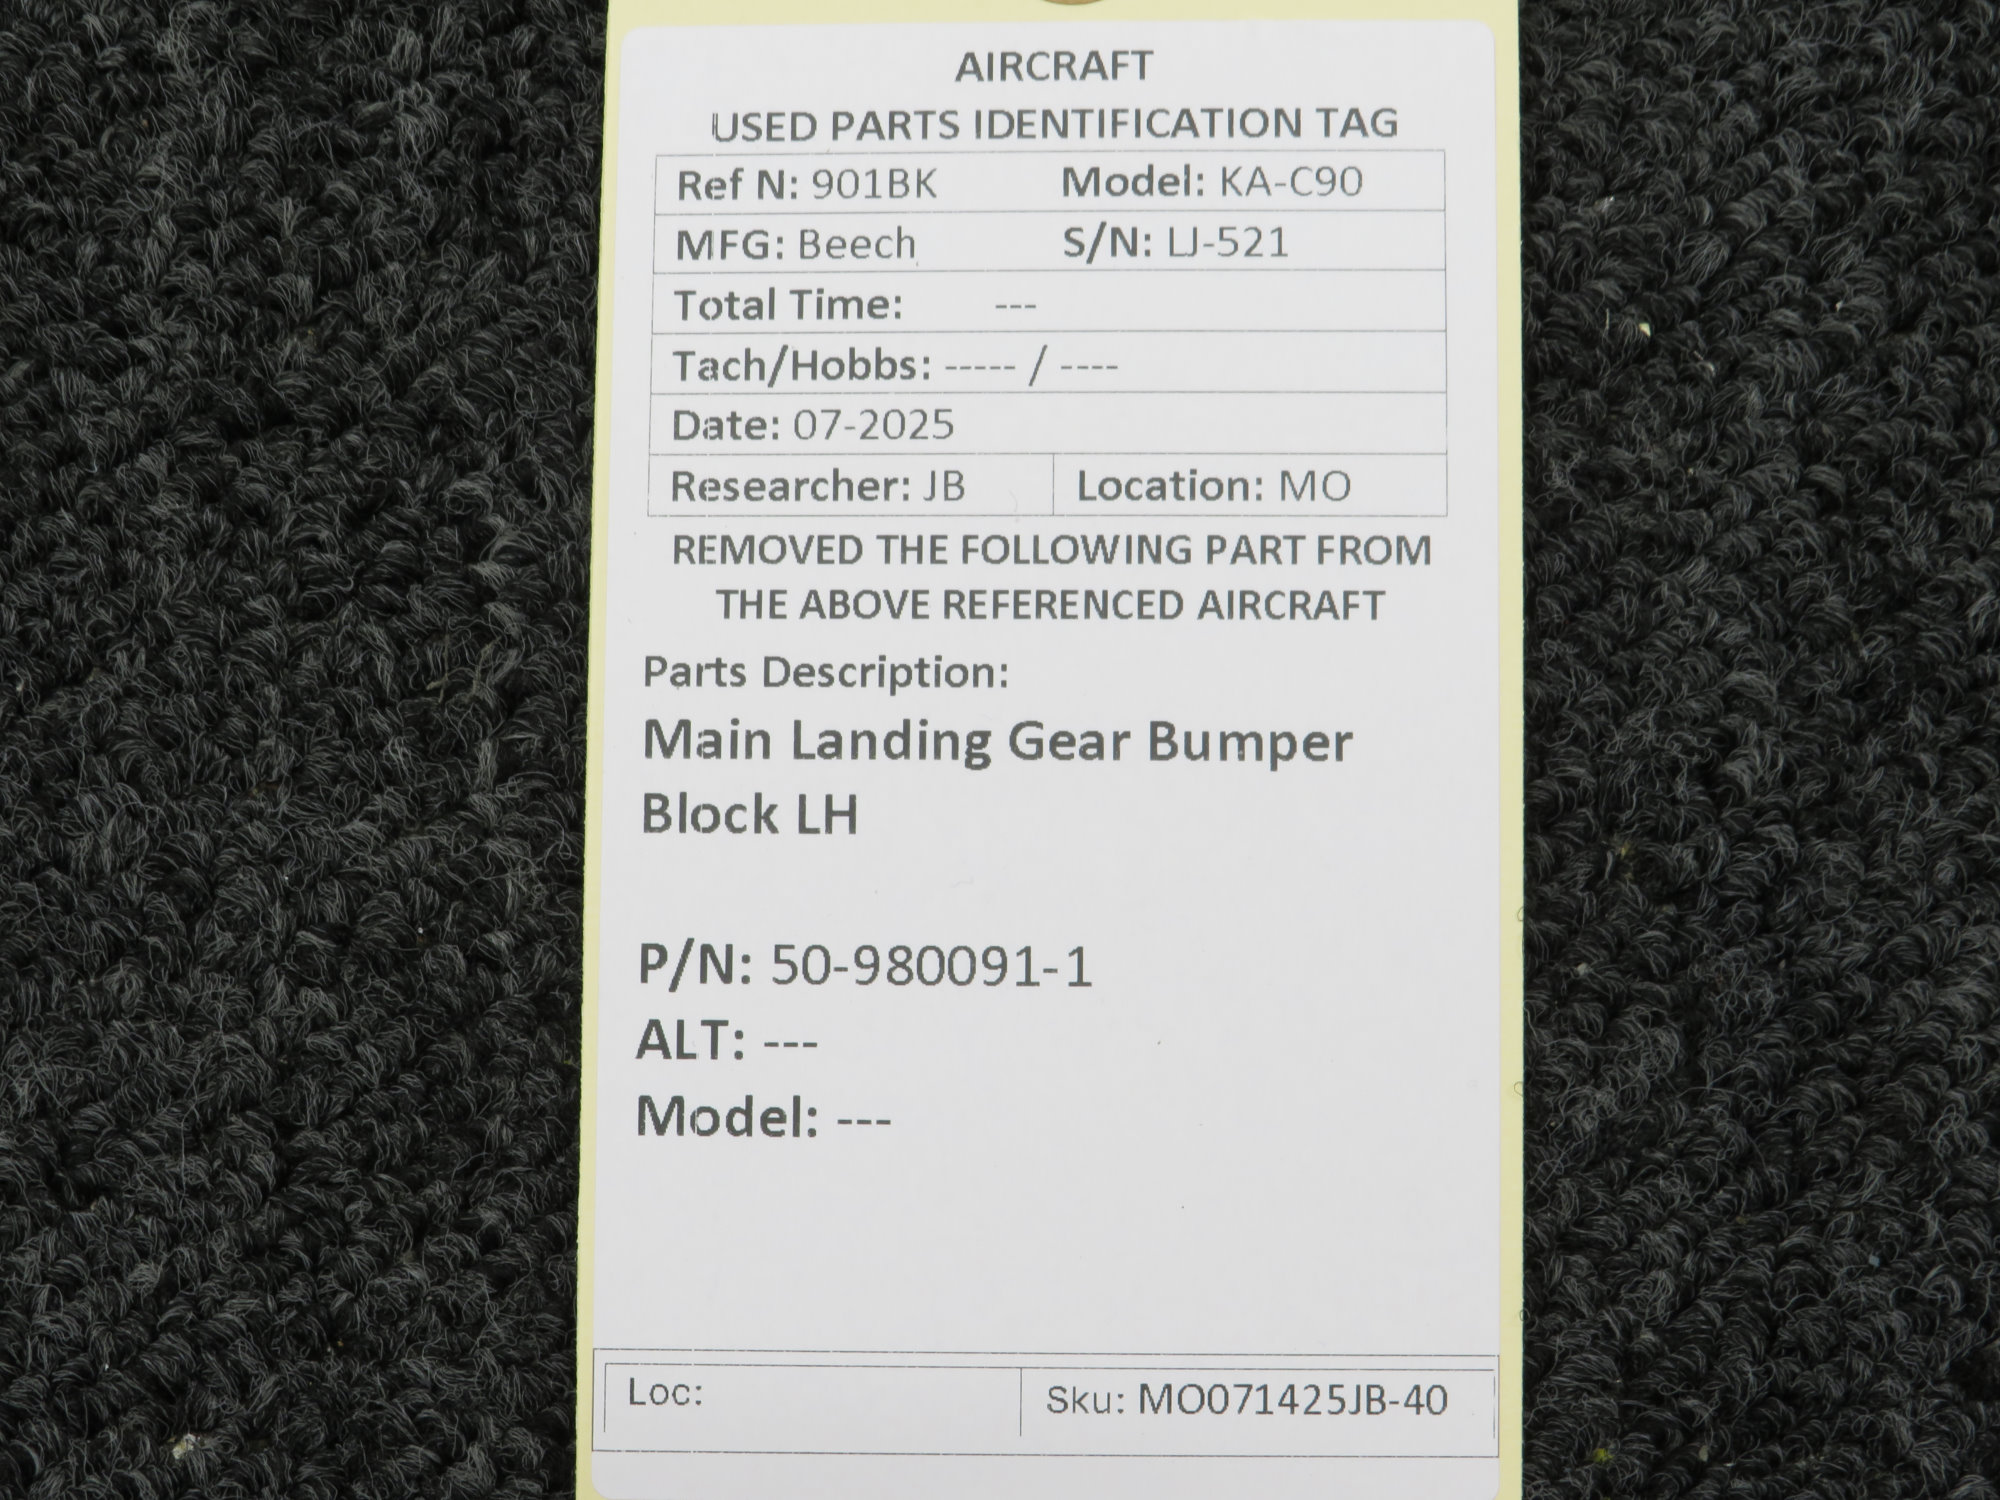 AIRCRAFT
USED PARTS IDENTIFICATION TAG
Ref N: 901BK Model: KA-C90
MFG: Beech S/N: LJ-521
Total Time: ---
Tach/Hobbs: ----- / ----
Date: 07-2025
Researcher: JB Location: MO
REMOVED THE FOLLOWING PART FROM
THE ABOVE REFERENCED AIRCRAFT
Parts Description:
Main Landing Gear Bumper
Block LH
P/N: 50-980091-1
ALT: ---
Model: ---
Loc: Sku: MO071425JB-40